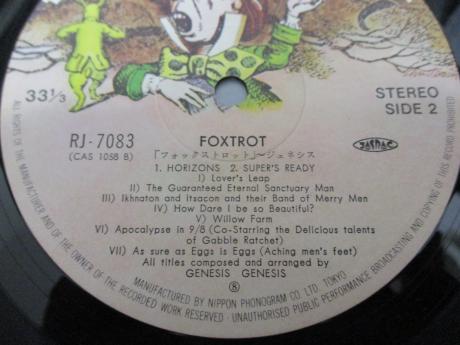 33⅓
STEREO
SIDE 2
RJ-7083
(CAS 1058 B)
FOXTROT
JASRAC
「フォックストロット」〜ジェネシス
1. HORIZONS 2. SUPER'S READY
I) Lover's Leap
II) The Guaranteed Eternal Sanctuary Man
III) Ikhnaton and Itsacon and their Band of Merry Men
IV) How Dare I be so Beautiful?
V) Willow Farm
VI) Apocalypse in 9/8 (Co-Starring the Delicious talents
of Gabble Ratchet)
VII) As sure as Eggs is Eggs (Aching men's feet)
All titles composed and arranged by
GENESIS GENESIS
Ⓟ
MANUFACTURED BY NIPPON PHONOGRAM CO. LTD. TOKYO.
ALL RIGHTS OF THE MANUFACTURER AND OF THE OWNER OF THE RECORDED WORK RESERVED · UNAUTHORISED PUBLIC PERFORMANCE BROADCASTING AND COPYING OF THIS RECORD PROHIBITED